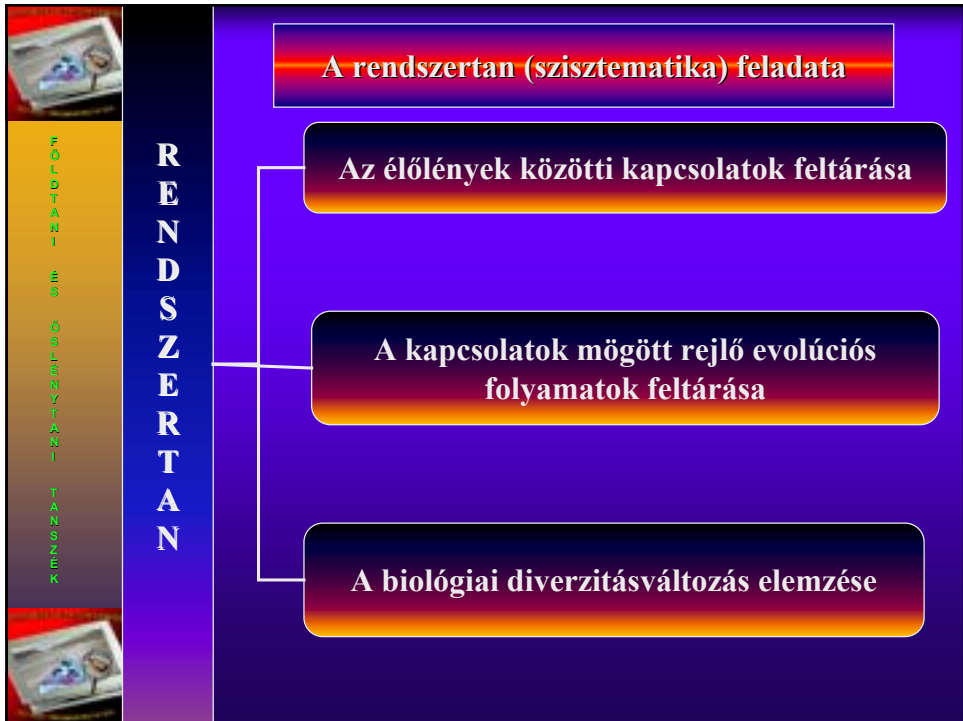 A rendszertan (szisztematika) feladata
FÖLDTANI ÉS ŐSLÉNYTANI TANSZÉK
RENDSZERTAN
Az élőlények közötti kapcsolatok feltárása
A kapcsolatok mögött rejlő evolúciós
folyamatok feltárása
A biológiai diverzitásváltozás elemzése